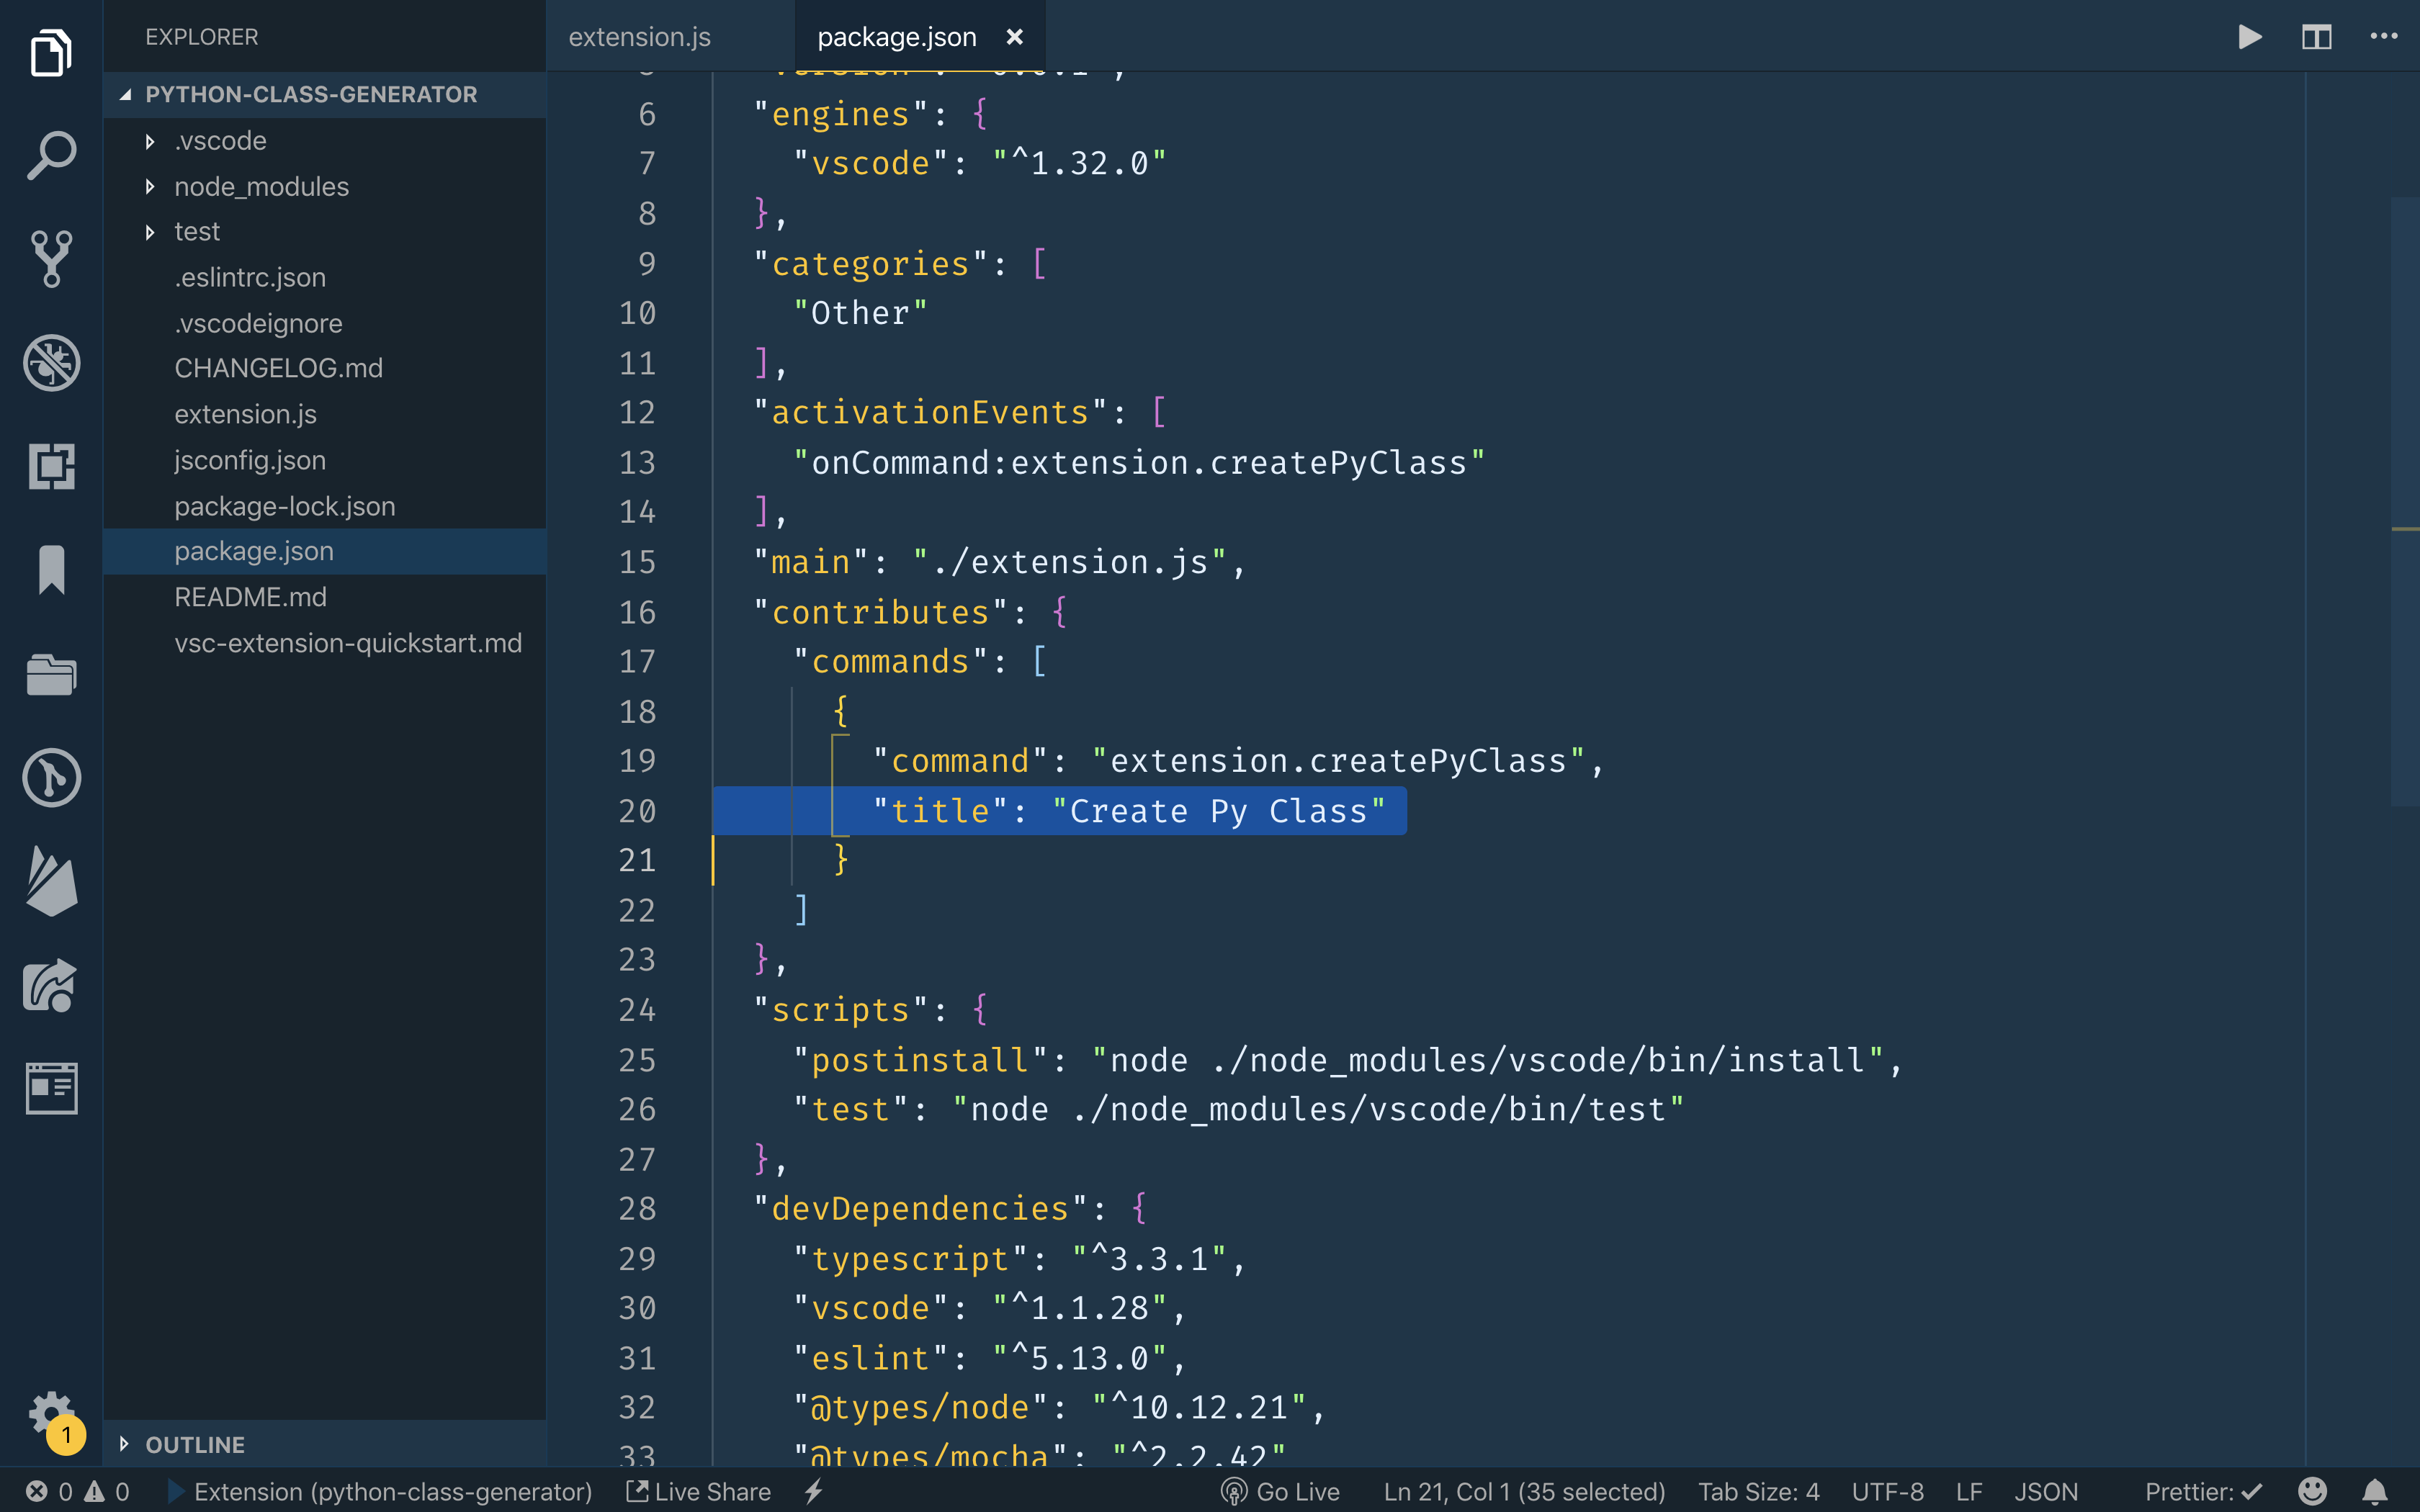 EXPLORER
PYTHON-CLASS-GENERATOR
.vscode
node_modules
test
.eslintrc.json
.vscodeignore
CHANGELOG.md
extension.js
jsconfig.json
package-lock.json
package.json
README.md
vsc-extension-quickstart.md
OUTLINE
1
extension.js
package.json
6 "engines": {
7 "vscode": "^1.32.0"
8 },
9 "categories": [
10 "Other"
11 ],
12 "activationEvents": [
13 "onCommand:extension.createPyClass"
14 ],
15 "main": "./extension.js",
16 "contributes": {
17 "commands": [
18 {
19 "command": "extension.createPyClass",
20 "title": "Create Py Class"
21 }
22 ]
23 },
24 "scripts": {
25 "postinstall": "node ./node_modules/vscode/bin/install",
26 "test": "node ./node_modules/vscode/bin/test"
27 },
28 "devDependencies": {
29 "typescript": "^3.3.1",
30 "vscode": "^1.1.28",
31 "eslint": "^5.13.0",
32 "@types/node": "^10.12.21",
33 "@types/mocha": "^2.2.42"
0 0 Extension (python-class-generator) Live Share Go Live Ln 21, Col 1 (35 selected) Tab Size: 4 UTF-8 LF JSON Prettier: